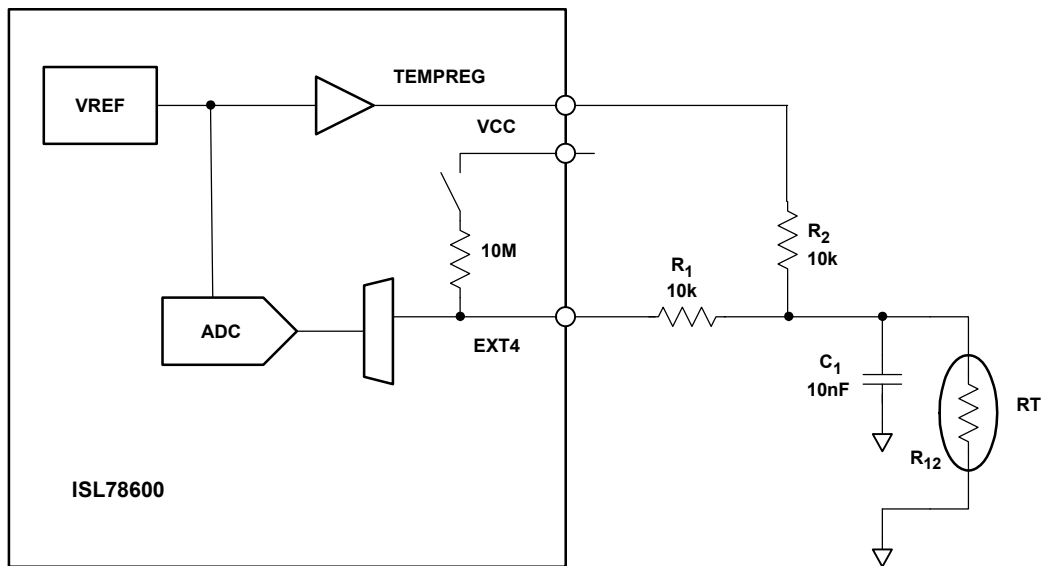 TEMPREG
VREF
VCC
R2
10k
10M
R1
10k
ADC
EXT4
C1
10nF
RT
R12
ISL78600